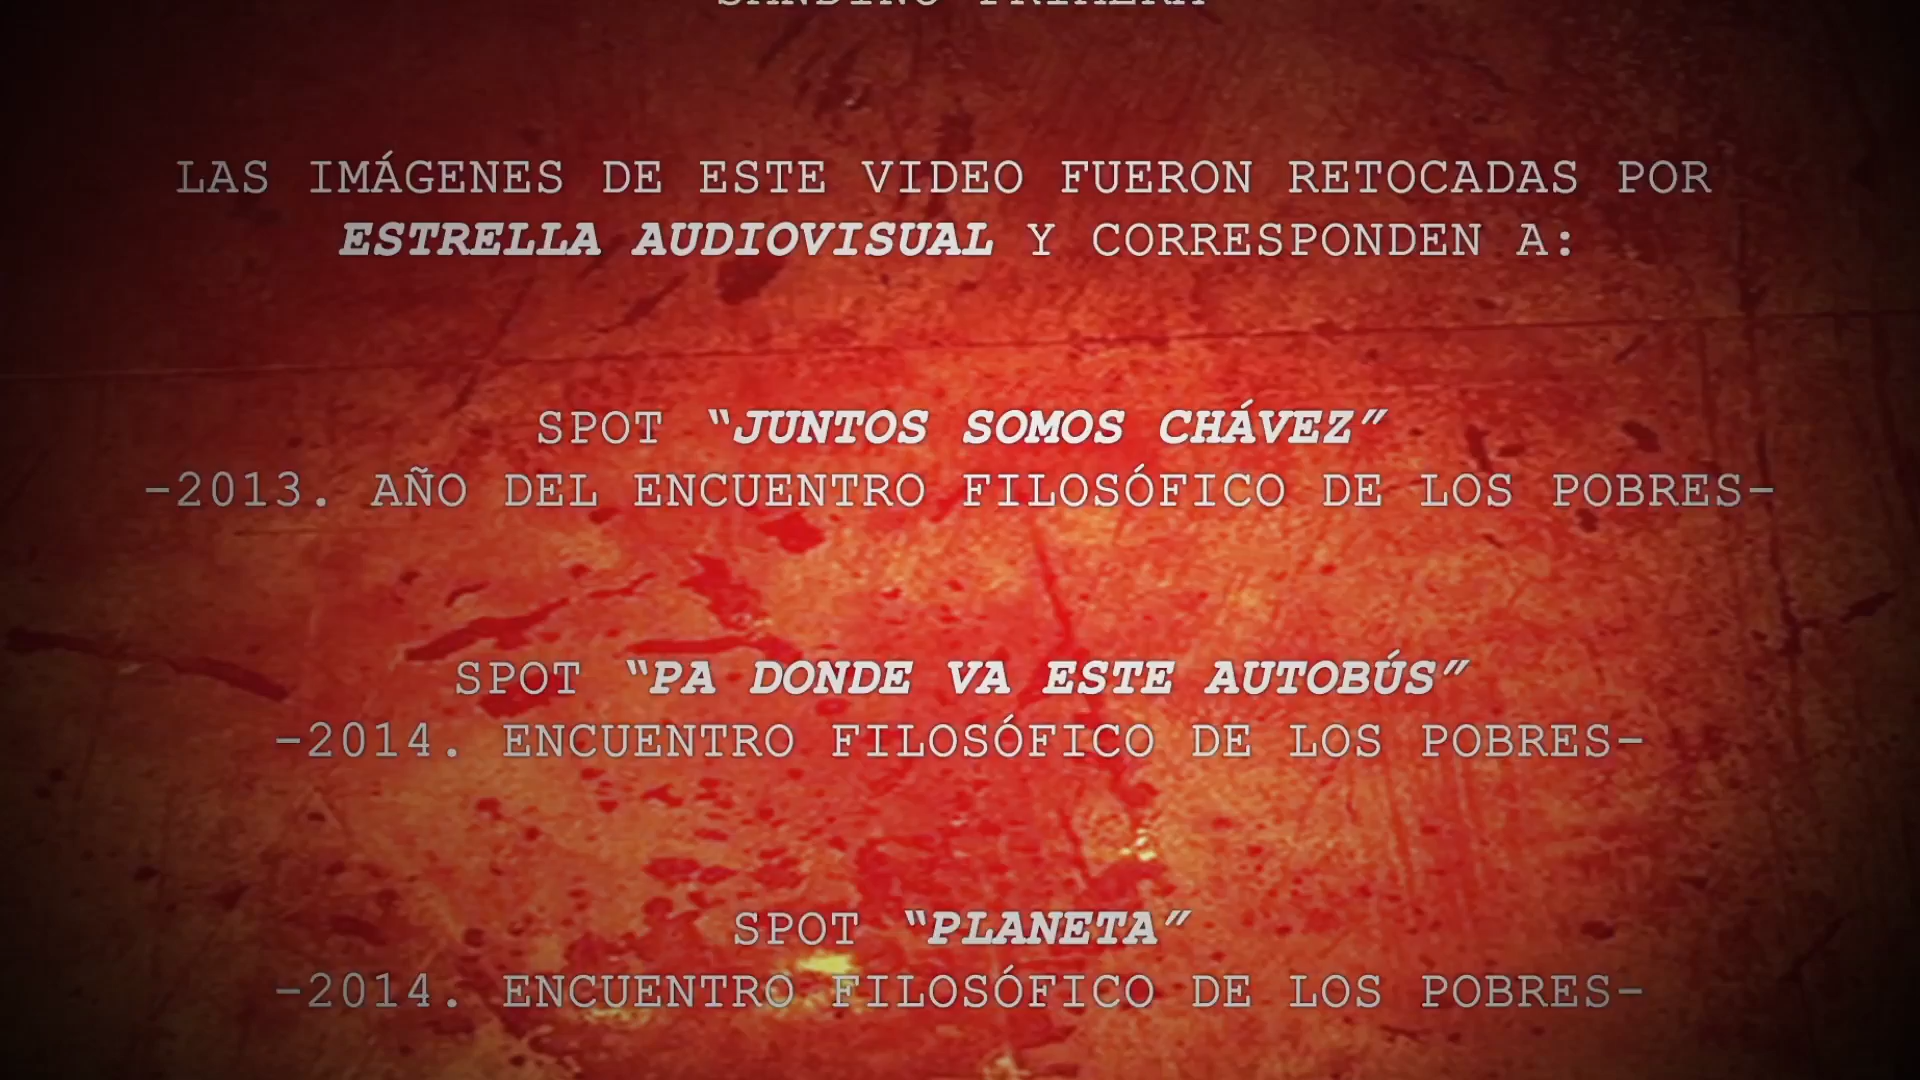 SANDINO PRIMERA
LAS IMÁGENES DE ESTE VIDEO FUERON RETOCADAS POR
ESTRELLA AUDIOVISUAL Y CORRESPONDEN A:
SPOT “JUNTOS SOMOS CHÁVEZ”
-2013. AÑO DEL ENCUENTRO FILOSÓFICO DE LOS POBRES-
SPOT “PA DONDE VA ESTE AUTOBÚS”
-2014. ENCUENTRO FILOSÓFICO DE LOS POBRES-
SPOT “PLANETA”
-2014. ENCUENTRO FILOSÓFICO DE LOS POBRES-